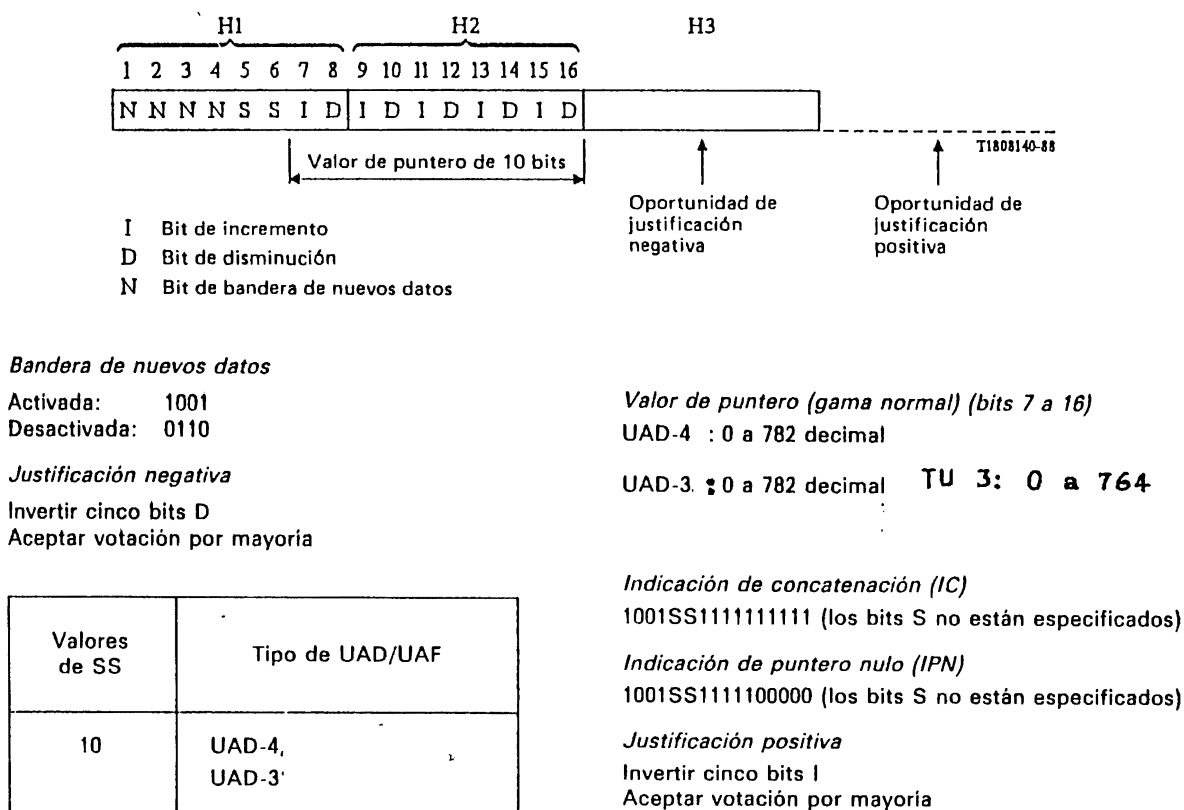 H1 H2 H3
1 2 3 4 5 6 7 8 9 10 11 12 13 14 15 16
N N N N S S I D I D I D I D I D
T1808140-88
Valor de puntero de 10 bits
Oportunidad de
justificación
negativa
Oportunidad de
justificación
positiva
I Bit de incremento
D Bit de disminución
N Bit de bandera de nuevos datos
Bandera de nuevos datos
Activada: 1001
Desactivada: 0110
Justificación negativa
Invertir cinco bits D
Aceptar votación por mayoría
Valores
de SS
Tipo de UAD/UAF
10
UAD-4,
UAD-3
Valor de puntero (gama normal) (bits 7 a 16)
UAD-4 : 0 a 782 decimal
UAD-3. : 0 a 782 decimal TU 3: 0 a 764
Indicación de concatenación (IC)
1001SS1111111111 (los bits S no están especificados)
Indicación de puntero nulo (IPN)
1001SS1111100000 (los bits S no están especificados)
Justificación positiva
Invertir cinco bits I
Aceptar votación por mayoría